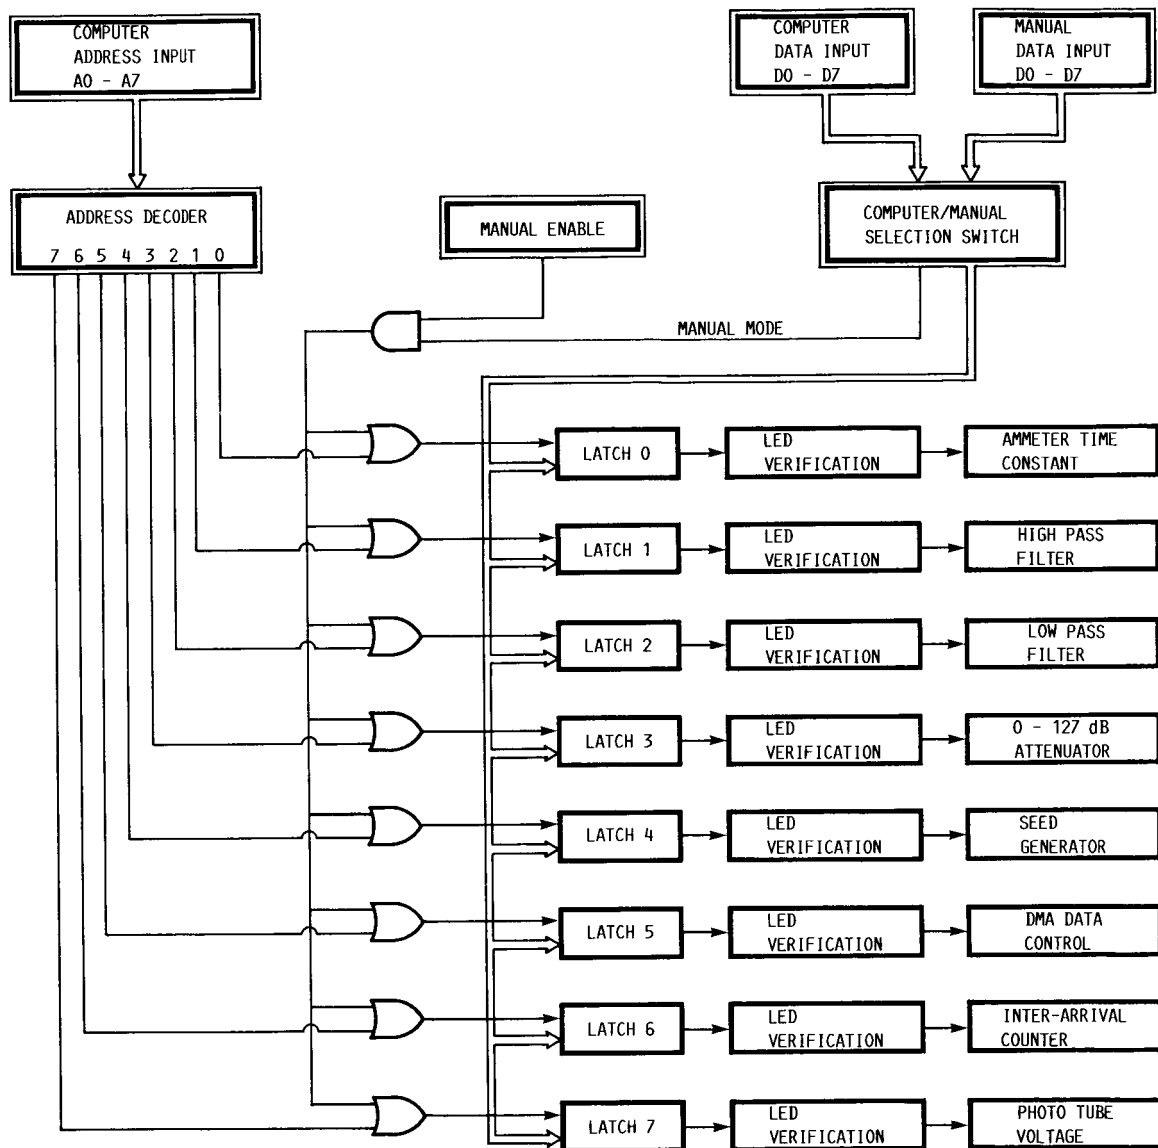 COMPUTER
ADDRESS INPUT
A0 - A7
COMPUTER
DATA INPUT
D0 - D7
MANUAL
DATA INPUT
D0 - D7
ADDRESS DECODER
7 6 5 4 3 2 1 0
MANUAL ENABLE
COMPUTER/MANUAL
SELECTION SWITCH
MANUAL MODE
LATCH 0
LED
VERIFICATION
AMMETER TIME
CONSTANT
LATCH 1
LED
VERIFICATION
HIGH PASS
FILTER
LATCH 2
LED
VERIFICATION
LOW PASS
FILTER
LATCH 3
LED
VERIFICATION
0 - 127 dB
ATTENUATOR
LATCH 4
LED
VERIFICATION
SEED
GENERATOR
LATCH 5
LED
VERIFICATION
DMA DATA
CONTROL
LATCH 6
LED
VERIFICATION
INTER-ARRIVAL
COUNTER
LATCH 7
LED
VERIFICATION
PHOTO TUBE
VOLTAGE